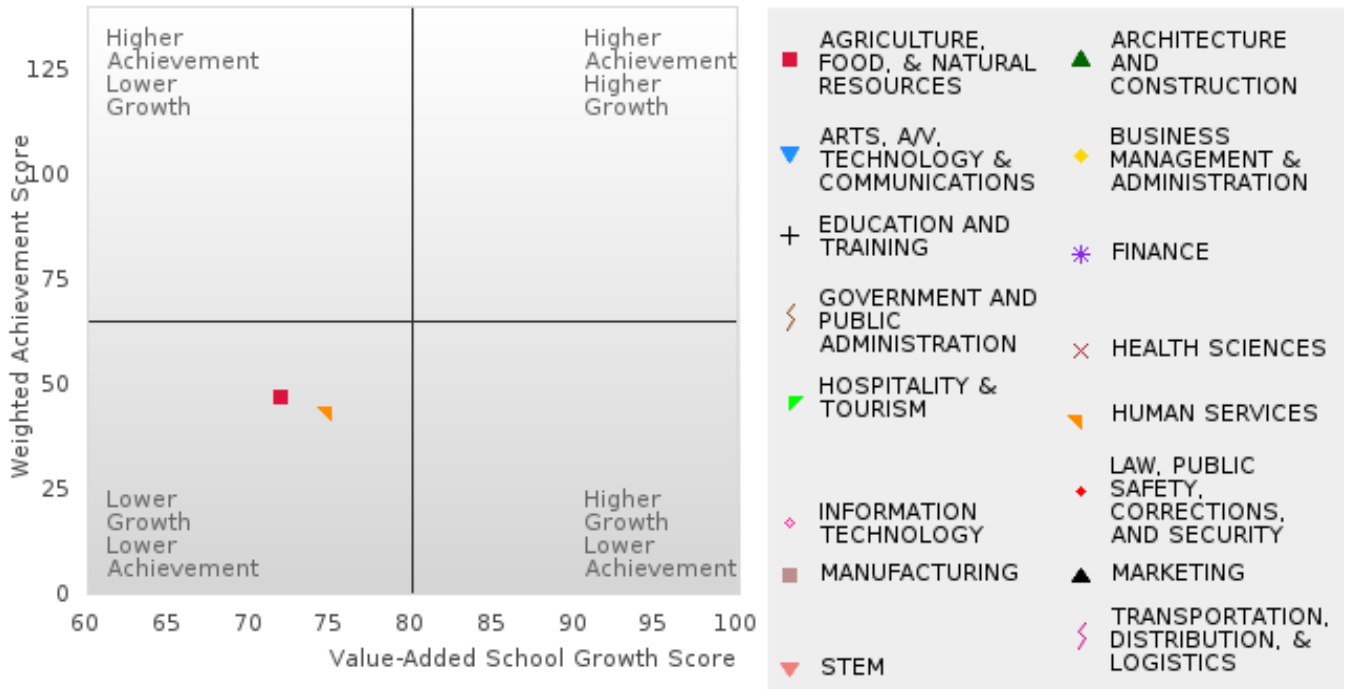 Higher
Achievement
Lower
Growth
Higher
Achievement
Higher
Growth
Lower
Growth
Lower
Achievement
Higher
Growth
Lower
Achievement
Weighted Achievement Score
125
100
75
50
25
0
60 65 70 75 80 85 90 95 100
Value-Added School Growth Score
AGRICULTURE,
FOOD, & NATURAL
RESOURCES
ARCHITECTURE
AND
CONSTRUCTION
ARTS, A/V,
TECHNOLOGY &
COMMUNICATIONS
BUSINESS
MANAGEMENT &
ADMINISTRATION
EDUCATION AND
TRAINING
FINANCE
GOVERNMENT AND
PUBLIC
ADMINISTRATION
HEALTH SCIENCES
HOSPITALITY &
TOURISM
HUMAN SERVICES
INFORMATION
TECHNOLOGY
LAW, PUBLIC
SAFETY,
CORRECTIONS,
AND SECURITY
MANUFACTURING
MARKETING
STEM
TRANSPORTATION,
DISTRIBUTION, &
LOGISTICS